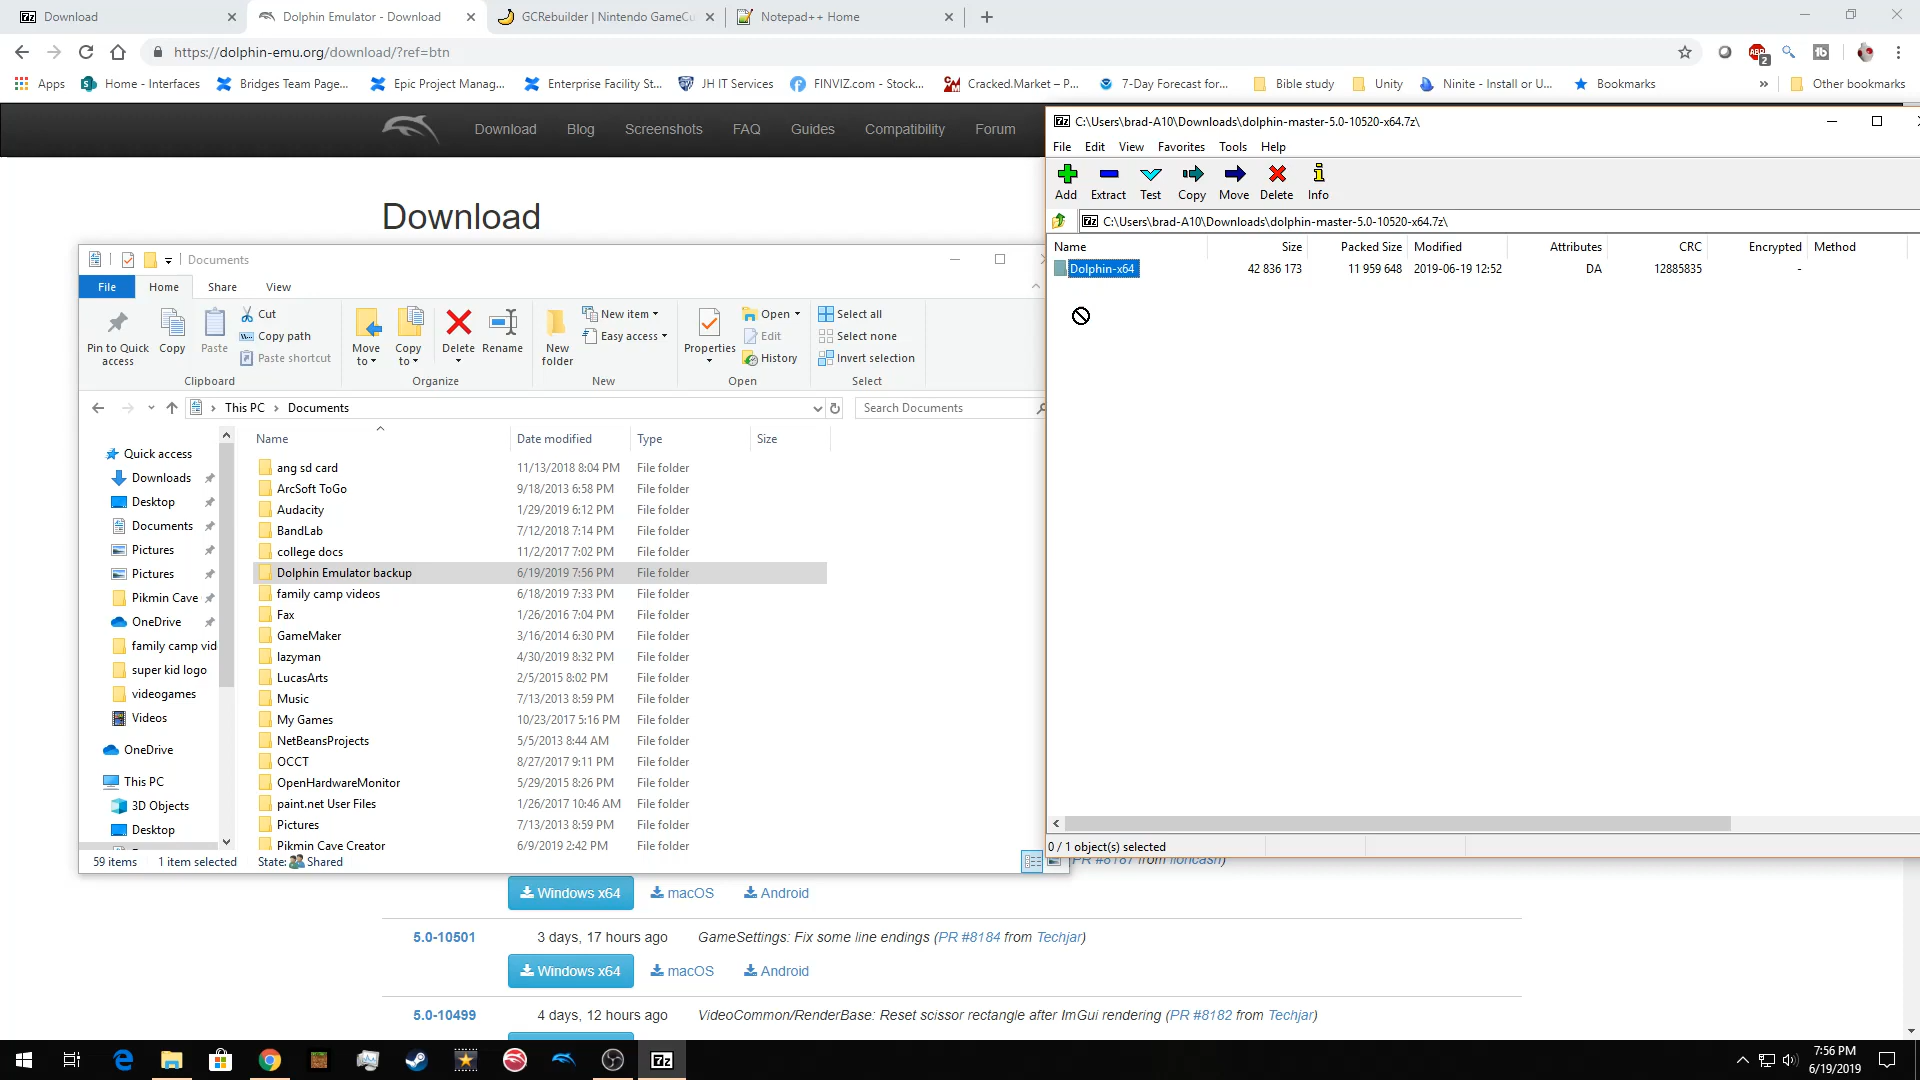 Download
Dolphin Emulator - Download
GCRebuilder | Nintendo GameCu
Notepad++ Home
https://dolphin-emu.org/download/?ref=btn
ABP
2
tb
Apps
Home - Interfaces
Bridges Team Page...
Epic Project Manag...
Enterprise Facility St...
JH IT Services
FINVIZ.com - Stock...
Cracked.Market – P...
7-Day Forecast for...
Bible study
Unity
Ninite - Install or U...
Bookmarks
»
Other bookmarks
Download Blog Screenshots FAQ Guides Compatibility Forum
Download
Documents
File Home Share View
Pin to Quick access
Copy
Paste
Cut
Copy path
Paste shortcut
Clipboard
Move to
Copy to
Delete
Rename
Organize
New folder
New item
Easy access
New
Properties
Open
Edit
History
Open
Select all
Select none
Invert selection
Select
This PC > Documents
Search Documents
Quick access
Downloads
Desktop
Documents
Pictures
Pictures
Pikmin Cave
OneDrive
family camp vid
super kid logo
videogames
Videos
OneDrive
This PC
3D Objects
Desktop
Name Date modified Type Size
ang sd card 11/13/2018 8:04 PM File folder
ArcSoft ToGo 9/18/2013 6:58 PM File folder
Audacity 1/29/2019 6:12 PM File folder
BandLab 7/12/2018 7:14 PM File folder
college docs 11/2/2017 7:02 PM File folder
Dolphin Emulator backup 6/19/2019 7:56 PM File folder
family camp videos 6/18/2019 7:33 PM File folder
Fax 1/26/2016 7:04 PM File folder
GameMaker 3/16/2014 6:30 PM File folder
lazyman 4/30/2019 8:32 PM File folder
LucasArts 2/5/2015 8:02 PM File folder
Music 7/13/2013 8:59 PM File folder
My Games 10/23/2017 5:16 PM File folder
NetBeansProjects 5/5/2013 8:44 AM File folder
OCCT 8/27/2017 9:11 PM File folder
OpenHardwareMonitor 5/29/2015 8:26 PM File folder
paint.net User Files 1/26/2017 10:46 AM File folder
Pictures 7/13/2013 8:59 PM File folder
Pikmin Cave Creator 6/9/2019 2:42 PM File folder
59 items 1 item selected State: Shared
7z C:\Users\brad-A10\Downloads\dolphin-master-5.0-10520-x64.7z\
File Edit View Favorites Tools Help
Add Extract Test Copy Move Delete Info
7z C:\Users\brad-A10\Downloads\dolphin-master-5.0-10520-x64.7z\
Name Size Packed Size Modified Attributes CRC Encrypted Method
Dolphin-x64 42 836 173 11 959 648 2019-06-19 12:52 DA 12885835 -
0 / 1 object(s) selected
PR #8187 from lioncash)
Windows x64 macOS Android
5.0-10501 3 days, 17 hours ago GameSettings: Fix some line endings (PR #8184 from Techjar)
Windows x64 macOS Android
5.0-10499 4 days, 12 hours ago VideoCommon/RenderBase: Reset scissor rectangle after ImGui rendering (PR #8182 from Techjar)
7z
7:56 PM
6/19/2019